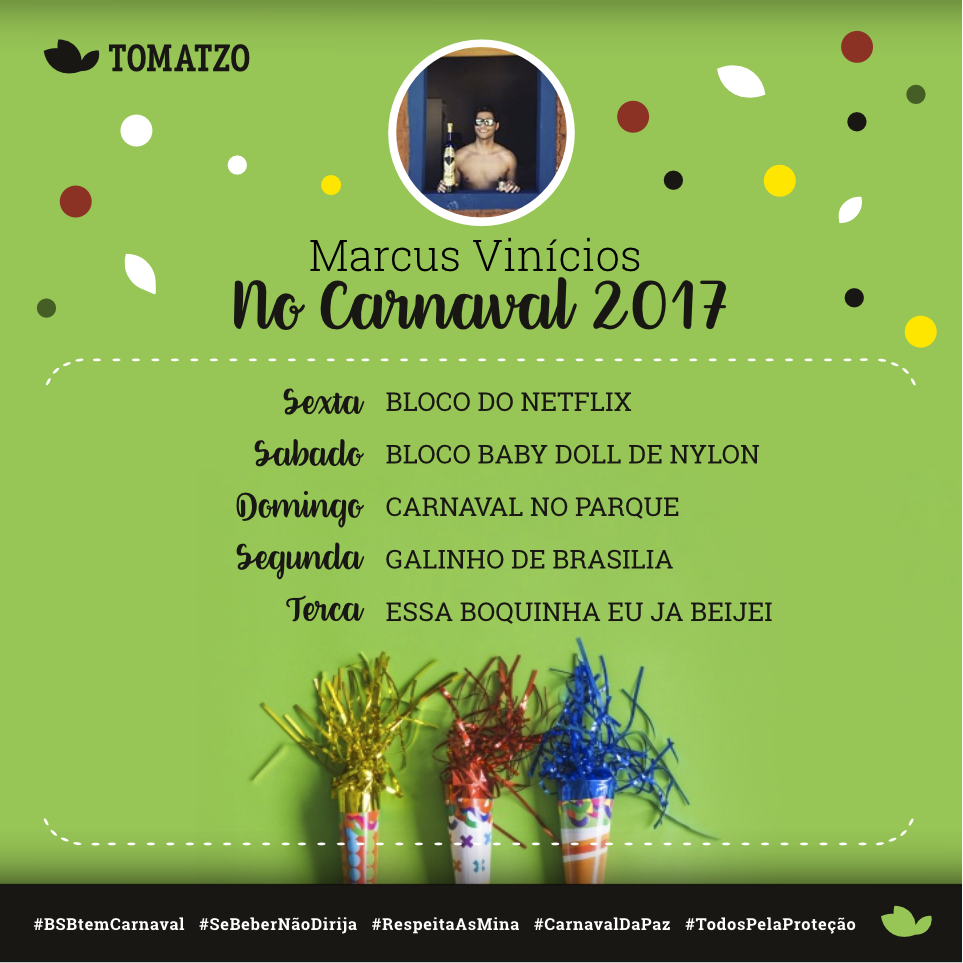 TOMATZO
Marcus Vinícios
No Carnaval 2017
Sexta BLOCO DO NETFLIX
Sabado BLOCO BABY DOLL DE NYLON
Domingo CARNAVAL NO PARQUE
Segunda GALINHO DE BRASILIA
Terca ESSA BOQUINHA EU JA BEIJEI
#BSBtemCarnaval #SeBeberNãoDirija #RespeitaAsMina #CarnavalDaPaz #TodosPelaProteção